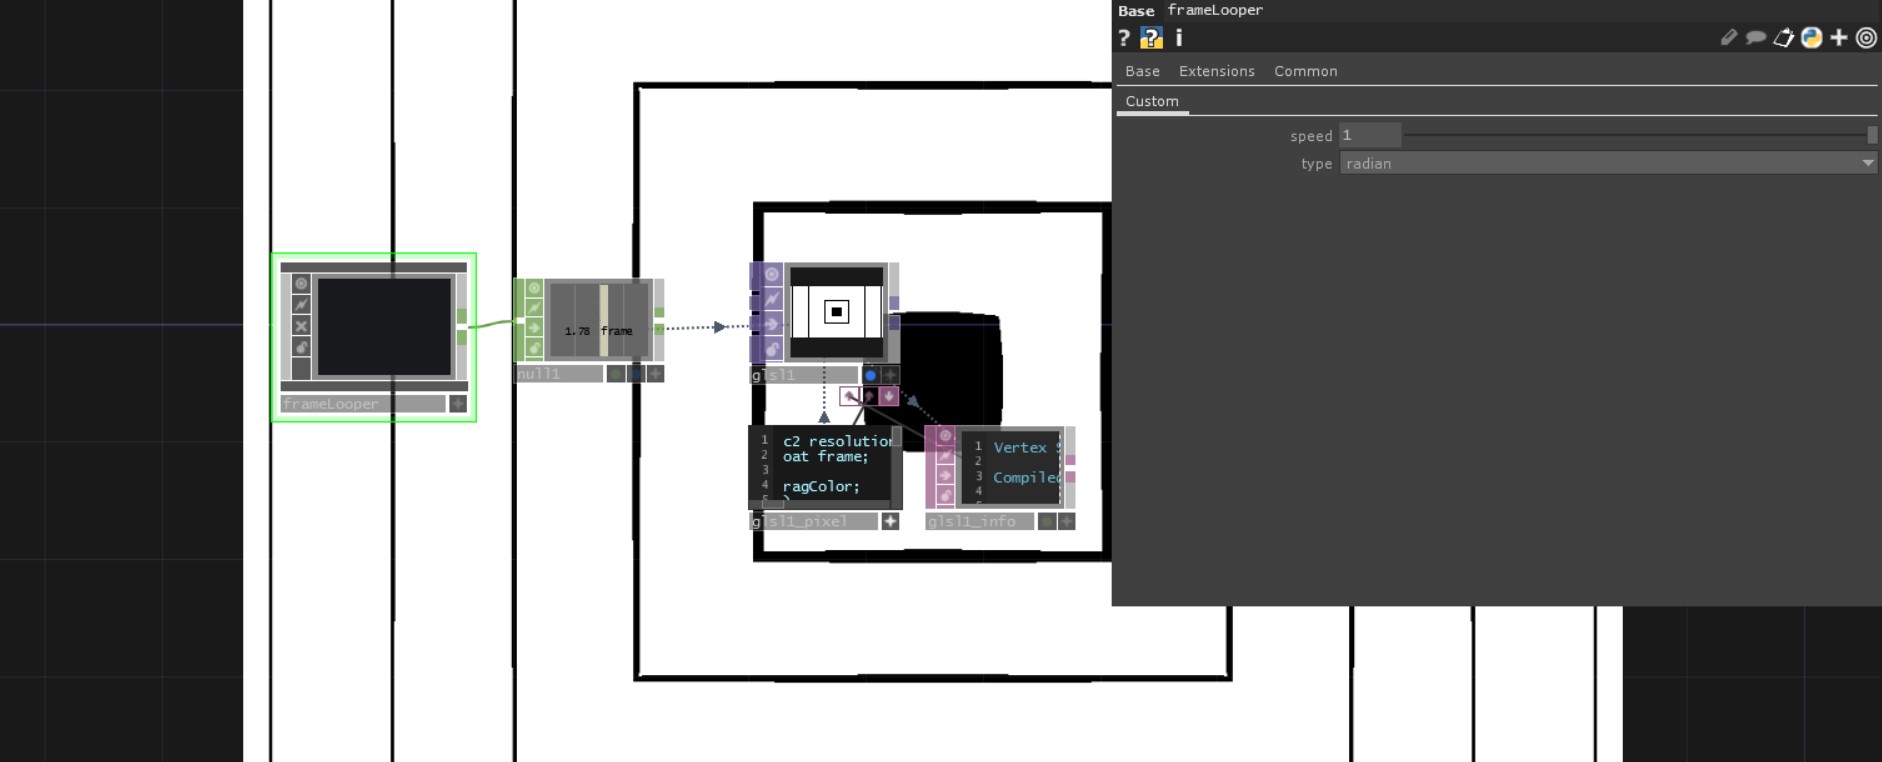 Base frameLooper
? ? i
Base Extensions Common
Custom
speed 1
type radian
frameLooper
1.78 frame
null1
glsl1
1 c2 resolution
2 oat frame;
3
4 ragColor;
5
glsl1_pixel
1 Vertex S
2
3 Compiled
4
glsl1_info